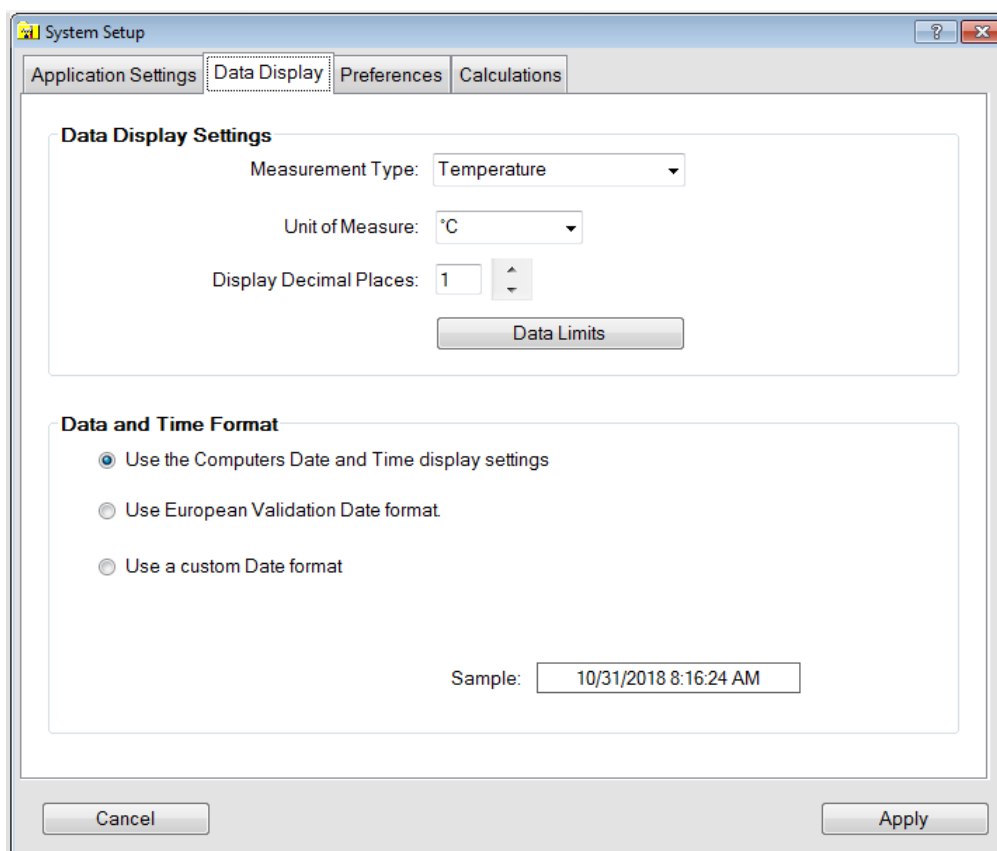 System Setup
Application Settings Data Display Preferences Calculations
Data Display Settings
Measurement Type: Temperature
Unit of Measure: °C
Display Decimal Places: 1
Data Limits
Data and Time Format
Use the Computers Date and Time display settings
Use European Validation Date format.
Use a custom Date format
Sample: 10/31/2018 8:16:24 AM
Cancel Apply